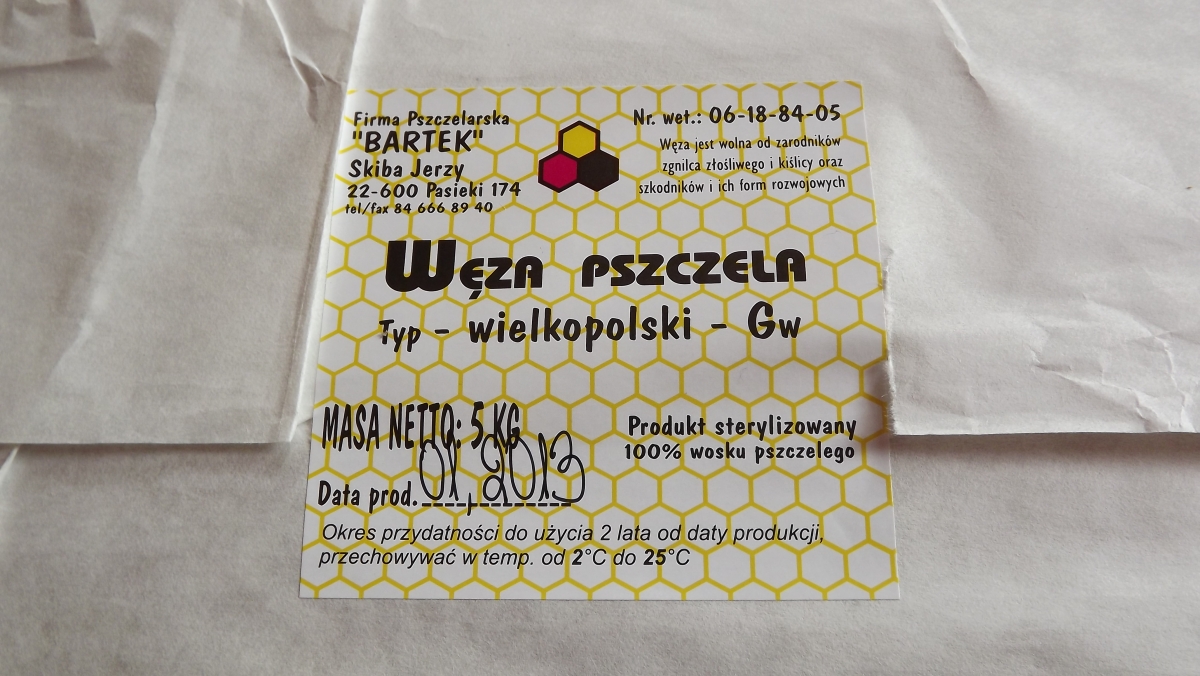 Firma Pszczelarska
"BARTEK"
Skiba Jerzy
22-600 Pasieki 174
tel/fax 84 666 89 40
Nr. wet.: 06-18-84-05
Węza jest wolna od zarodników
zgnilca złośliwego i kiślicy oraz
szkodników i ich form rozwojowych
Węza pszczela
Typ - wielkopolski - Gw
MASA NETTO: 5 KG
Data prod. 01,2013
Produkt sterylizowany
100% wosku pszczelego
Okres przydatności do użycia 2 lata od daty produkcji,
przechowywać w temp. od 2°C do 25°C